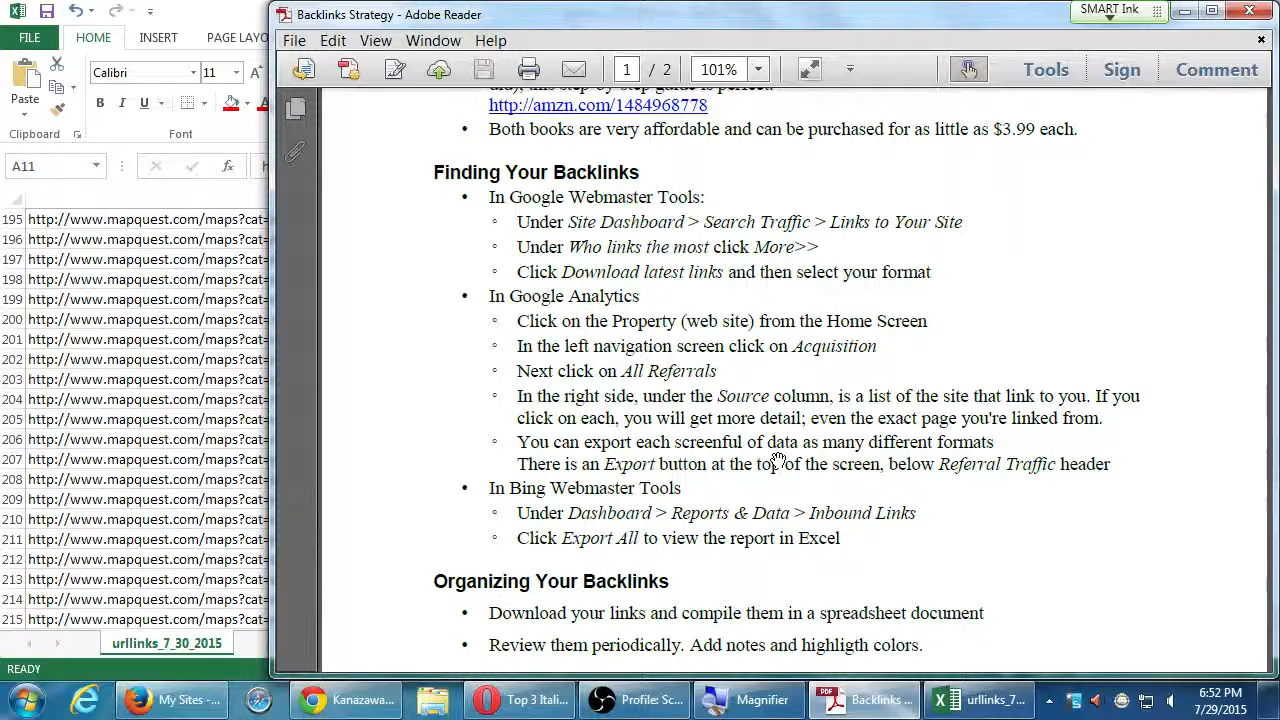 Backlinks Strategy - Adobe Reader
SMART Ink
FILE
HOME
INSERT
PAGE LAYO
File
Edit
View
Window
Help
Paste
Calibri
11
A
B I U
Clipboard
Font
1 / 2
101%
Tools
Sign
Comment
A11
fx
http://amzn.com/1484968778
• Both books are very affordable and can be purchased for as little as $3.99 each.
Finding Your Backlinks
• In Google Webmaster Tools:
◦ Under Site Dashboard > Search Traffic > Links to Your Site
◦ Under Who links the most click More>>
◦ Click Download latest links and then select your format
• In Google Analytics
◦ Click on the Property (web site) from the Home Screen
◦ In the left navigation screen click on Acquisition
◦ Next click on All Referrals
◦ In the right side, under the Source column, is a list of the site that link to you. If you
click on each, you will get more detail; even the exact page you're linked from.
◦ You can export each screenful of data as many different formats
There is an Export button at the top of the screen, below Referral Traffic header
• In Bing Webmaster Tools
◦ Under Dashboard > Reports & Data > Inbound Links
◦ Click Export All to view the report in Excel
Organizing Your Backlinks
• Download your links and compile them in a spreadsheet document
• Review them periodically. Add notes and highligth colors.
195 http://www.mapquest.com/maps?cat=
196 http://www.mapquest.com/maps?cat=
197 http://www.mapquest.com/maps?cat=
198 http://www.mapquest.com/maps?cat=
199 http://www.mapquest.com/maps?cat=
200 http://www.mapquest.com/maps?cat=
201 http://www.mapquest.com/maps?cat=
202 http://www.mapquest.com/maps?cat=
203 http://www.mapquest.com/maps?cat=
204 http://www.mapquest.com/maps?cat=
205 http://www.mapquest.com/maps?cat=
206 http://www.mapquest.com/maps?cat=
207 http://www.mapquest.com/maps?cat=
208 http://www.mapquest.com/maps?cat=
209 http://www.mapquest.com/maps?cat=
210 http://www.mapquest.com/maps?cat=
211 http://www.mapquest.com/maps?cat=
212 http://www.mapquest.com/maps?cat=
213 http://www.mapquest.com/maps?cat=
214 http://www.mapquest.com/maps?cat=
215 http://www.mapquest.com/maps?cat=
urllinks_7_30_2015
READY
My Sites -...
Kanazawa...
Top 3 Itali...
Profile: Sc...
Magnifier
PDF
Backlinks ...
urllinks_7...
6:52 PM
7/29/2015